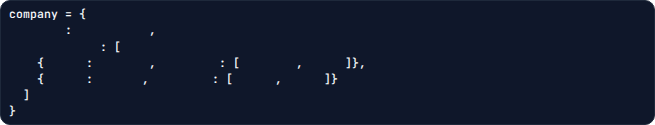 company = {
: ,
: [
{ : , : [ , ]},
{ : , : [ , ]}
]
}